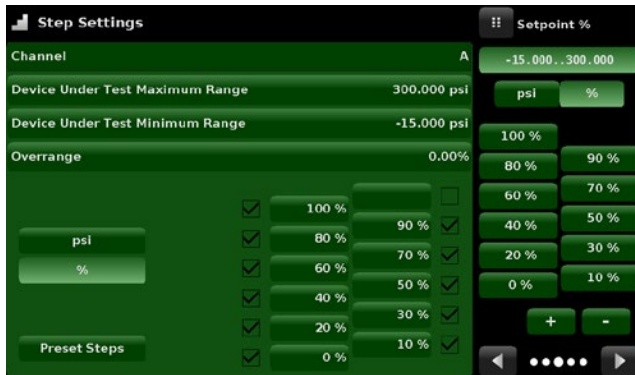 Step Settings
Channel A
Device Under Test Maximum Range 300.000 psi
Device Under Test Minimum Range -15.000 psi
Overrange 0.00%
psi
%
Preset Steps
100 %
90 %
80 %
70 %
60 %
50 %
40 %
30 %
20 %
10 %
0 %
Setpoint %
-15.000..300.000
psi %
100 %
90 %
80 %
70 %
60 %
50 %
40 %
30 %
20 %
10 %
0 %
+ -